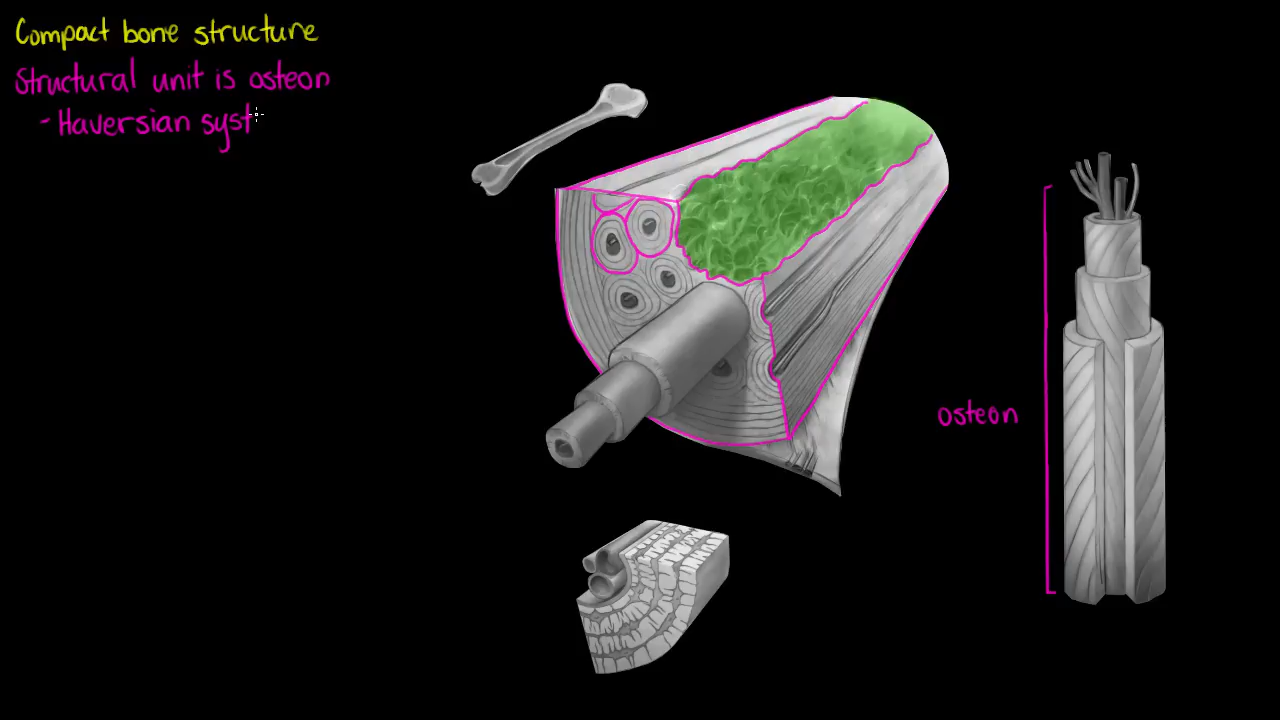 Compact bone structure
Structural unit is osteon
- Haversian syst
osteon